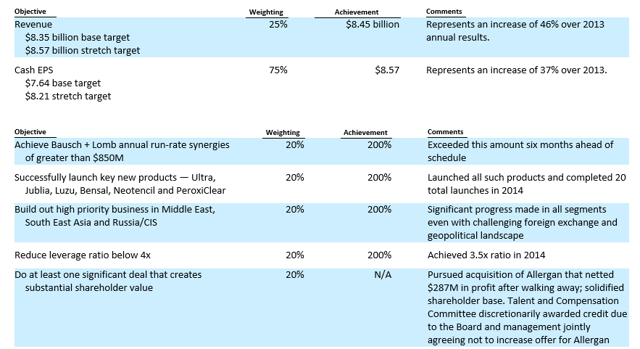 Objective Weighting Achievement Comments
Revenue 25% $8.45 billion Represents an increase of 46% over 2013
$8.35 billion base target annual results.
$8.57 billion stretch target
Cash EPS 75% $8.57 Represents an increase of 37% over 2013.
$7.64 base target
$8.21 stretch target
Objective Weighting Achievement Comments
Achieve Bausch + Lomb annual run-rate synergies 20% 200% Exceeded this amount six months ahead of
of greater than $850M schedule
Successfully launch key new products — Ultra, 20% 200% Launched all such products and completed 20
Jublia, Luzu, Bensal, Neotencil and PeroxiClear total launches in 2014
Build out high priority business in Middle East, 20% 200% Significant progress made in all segments
South East Asia and Russia/CIS even with challenging foreign exchange and
geopolitical landscape
Reduce leverage ratio below 4x 20% 200% Achieved 3.5x ratio in 2014
Do at least one significant deal that creates 20% N/A Pursued acquisition of Allergan that netted
substantial shareholder value $287M in profit after walking away; solidified
shareholder base. Talent and Compensation
Committee discretionarily awarded credit due
to the Board and management jointly
agreeing not to increase offer for Allergan